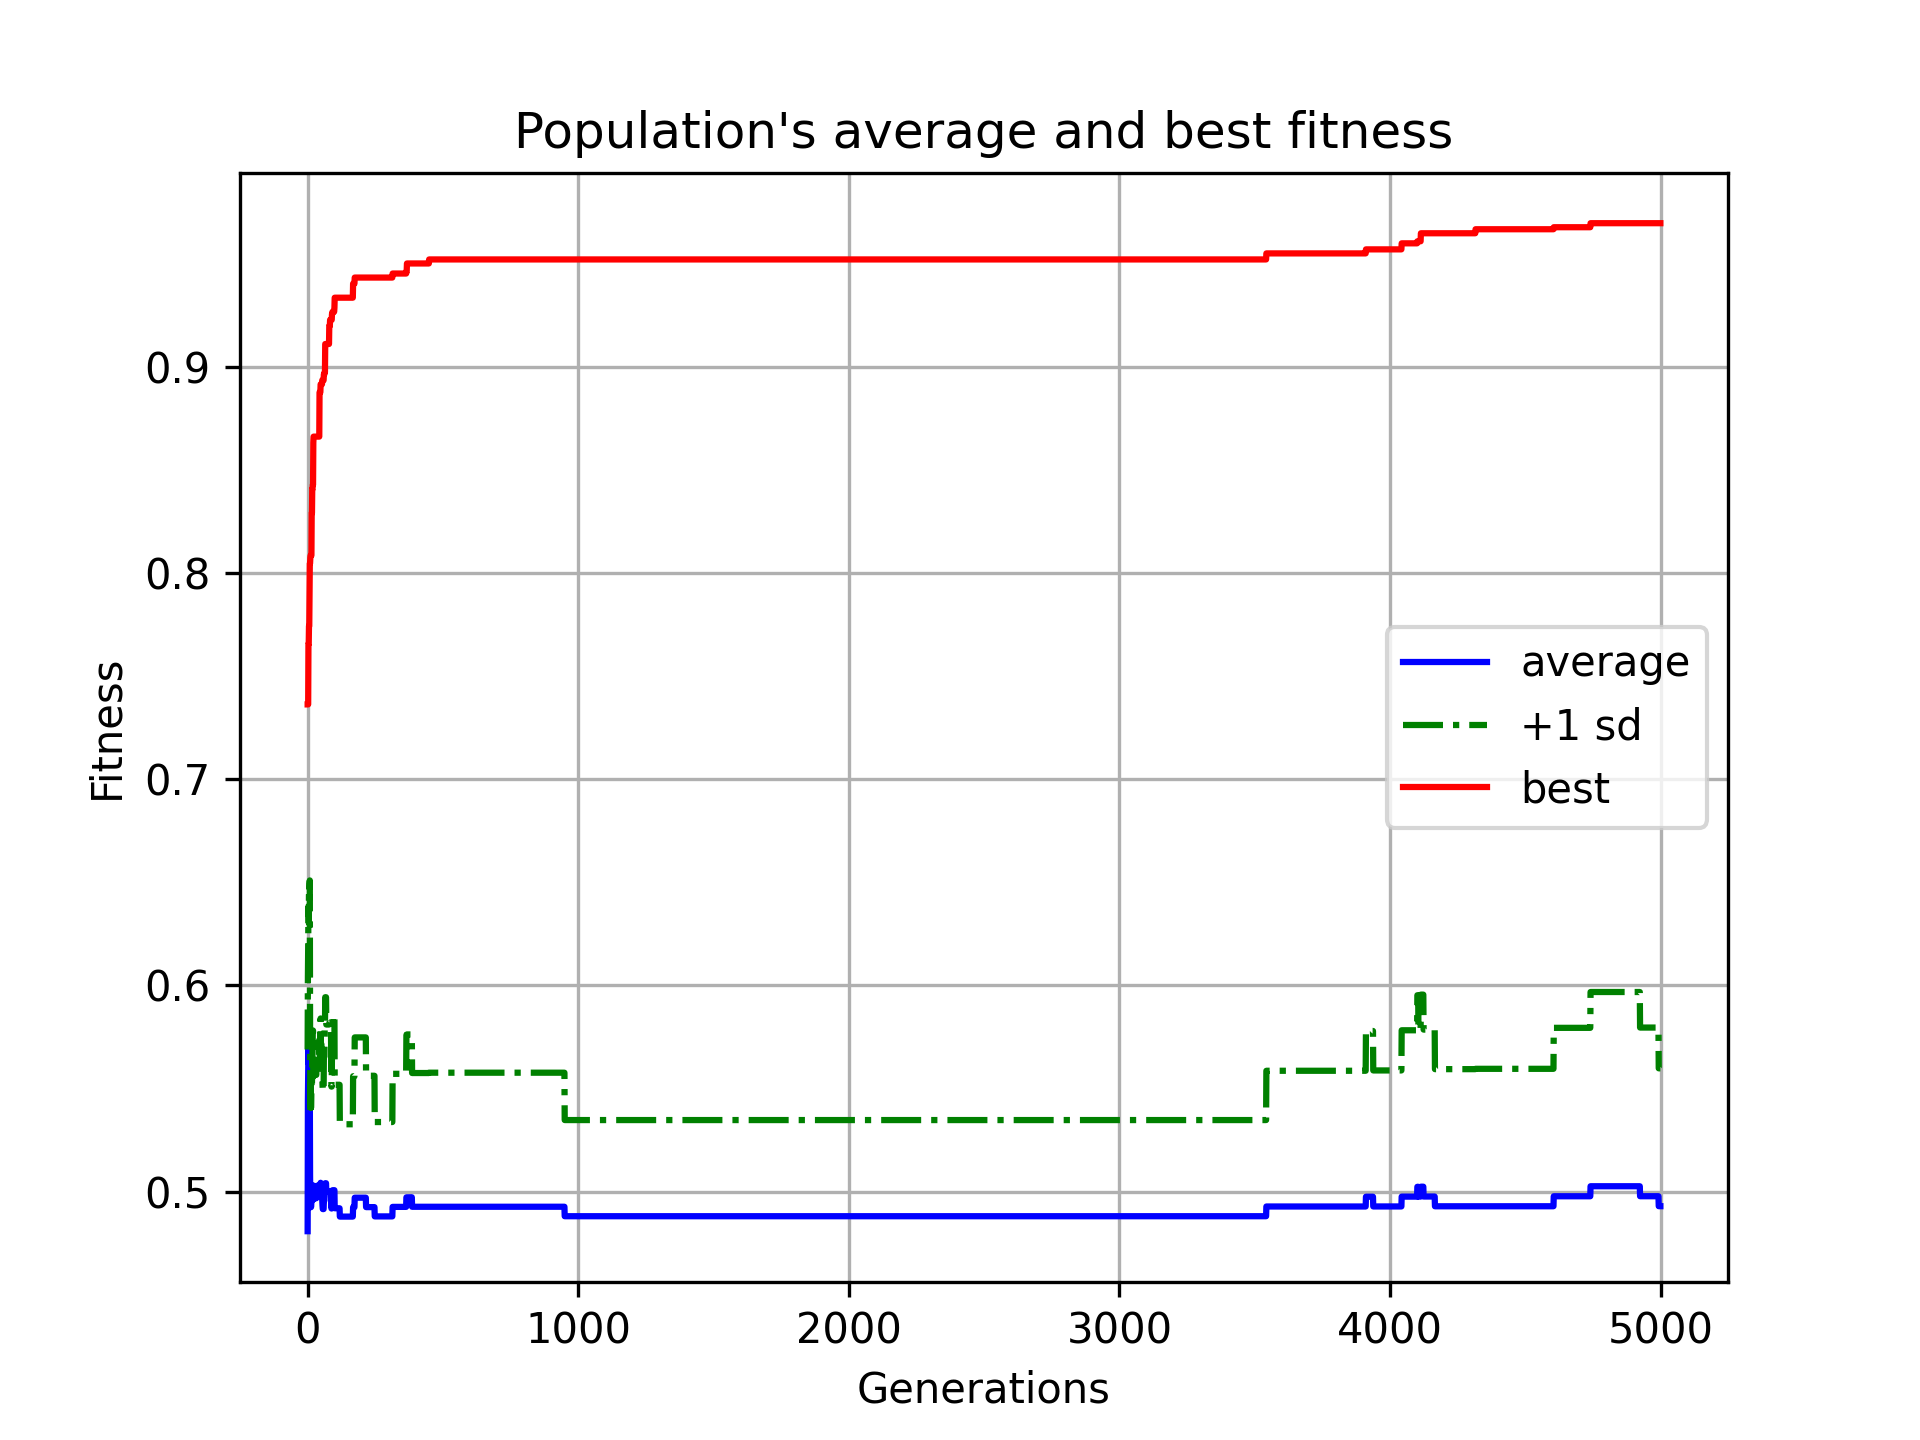 Population's average and best fitness
0.9
0.8
0.7
0.6
0.5
Fitness
average
+1 sd
best
0 1000 2000 3000 4000 5000
Generations